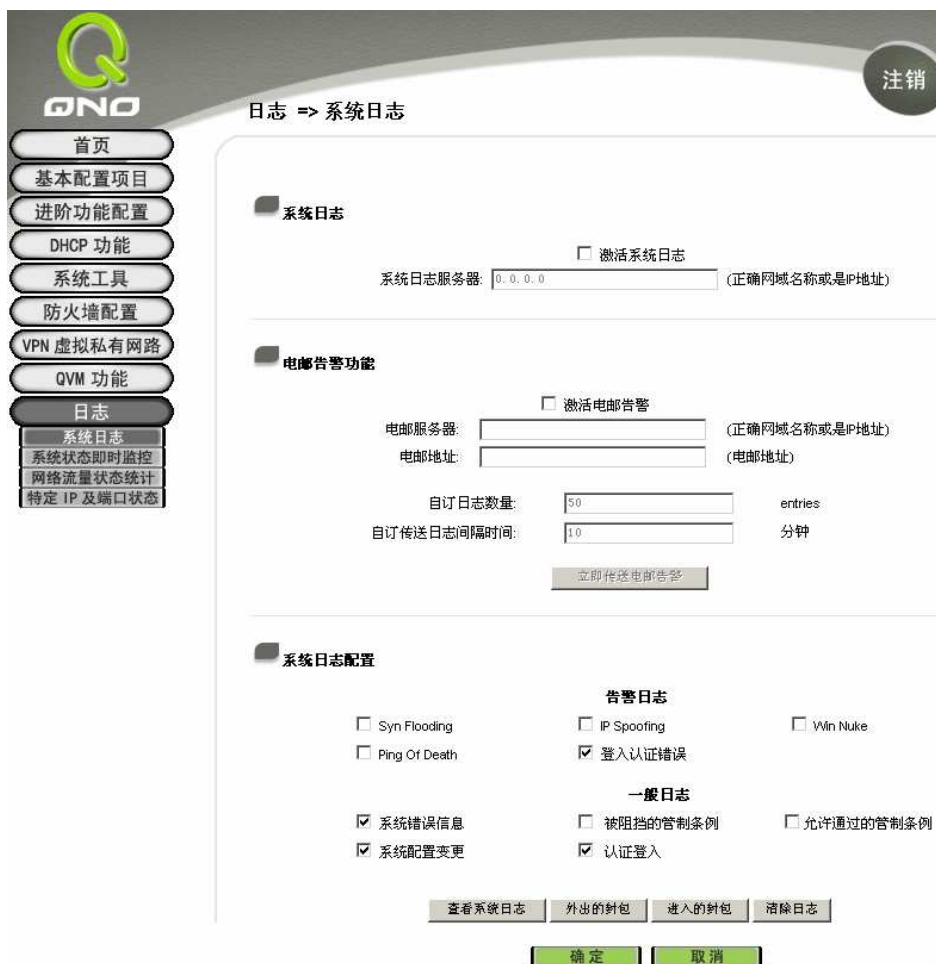 QNO
注销
日志 => 系统日志
首页
基本配置项目
进阶功能配置
DHCP 功能
系统工具
防火墙配置
VPN 虚拟私有网路
QVM 功能
日志
系统日志
系统状态即时监控
网络流量状态统计
特定 IP 及端口状态
系统日志
激活系统日志
系统日志服务器: 0.0.0.0 (正确网域名称或是IP地址)
电邮告警功能
激活电邮告警
电邮服务器: (正确网域名称或是IP地址)
电邮地址: (电邮地址)
自订日志数量: 50 entries
自订传送日志间隔时间: 10 分钟
立即传送电邮告警
系统日志配置
告警日志
Syn Flooding IP Spoofing Win Nuke
Ping Of Death 登入认证错误
一般日志
系统错误信息 被阻挡的管制条例 允许通过的管制条例
系统配置变更 认证登入
查看系统日志 外出的封包 进入的封包 清除日志
确定 取消